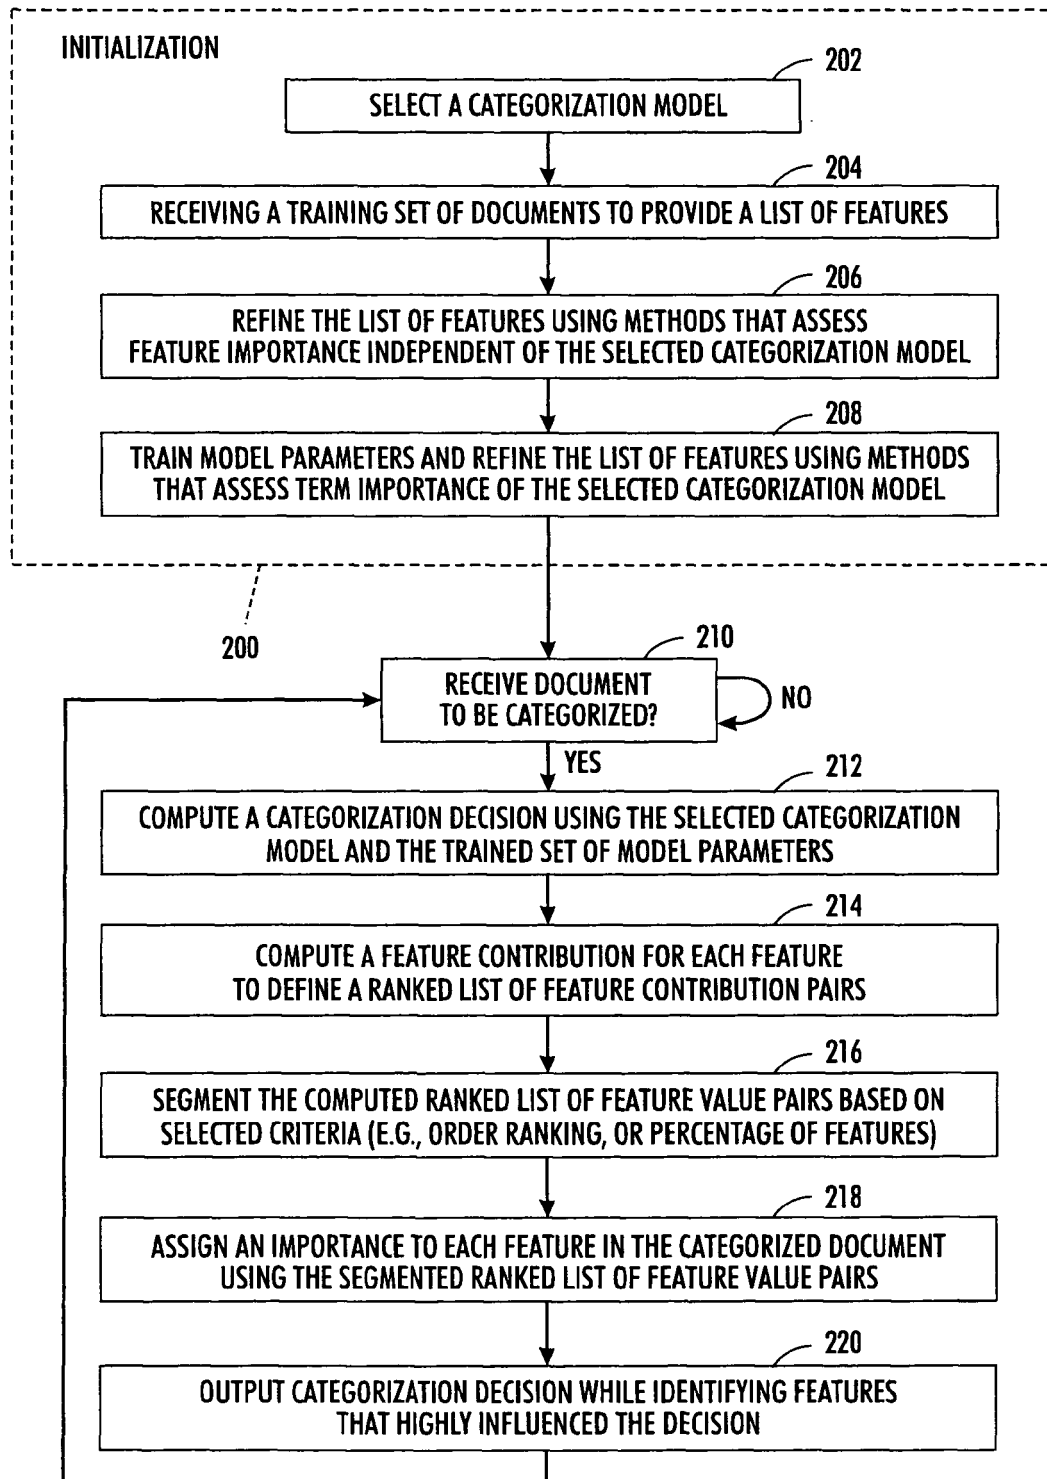 INITIALIZATION
202
SELECT A CATEGORIZATION MODEL
204
RECEIVING A TRAINING SET OF DOCUMENTS TO PROVIDE A LIST OF FEATURES
206
REFINE THE LIST OF FEATURES USING METHODS THAT ASSESS
FEATURE IMPORTANCE INDEPENDENT OF THE SELECTED CATEGORIZATION MODEL
208
TRAIN MODEL PARAMETERS AND REFINE THE LIST OF FEATURES USING METHODS
THAT ASSESS TERM IMPORTANCE OF THE SELECTED CATEGORIZATION MODEL
200
210
RECEIVE DOCUMENT
TO BE CATEGORIZED?
NO
YES
212
COMPUTE A CATEGORIZATION DECISION USING THE SELECTED CATEGORIZATION
MODEL AND THE TRAINED SET OF MODEL PARAMETERS
214
COMPUTE A FEATURE CONTRIBUTION FOR EACH FEATURE
TO DEFINE A RANKED LIST OF FEATURE CONTRIBUTION PAIRS
216
SEGMENT THE COMPUTED RANKED LIST OF FEATURE VALUE PAIRS BASED ON
SELECTED CRITERIA (E.G., ORDER RANKING, OR PERCENTAGE OF FEATURES)
218
ASSIGN AN IMPORTANCE TO EACH FEATURE IN THE CATEGORIZED DOCUMENT
USING THE SEGMENTED RANKED LIST OF FEATURE VALUE PAIRS
220
OUTPUT CATEGORIZATION DECISION WHILE IDENTIFYING FEATURES
THAT HIGHLY INFLUENCED THE DECISION